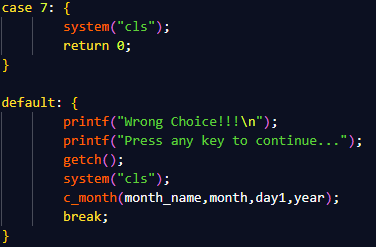 case 7: {
system("cls");
return 0;
}
default: {
printf("Wrong Choice!!!\n");
printf("Press any key to continue...");
getch();
system("cls");
c_month(month_name,month,day1,year);
break;
}